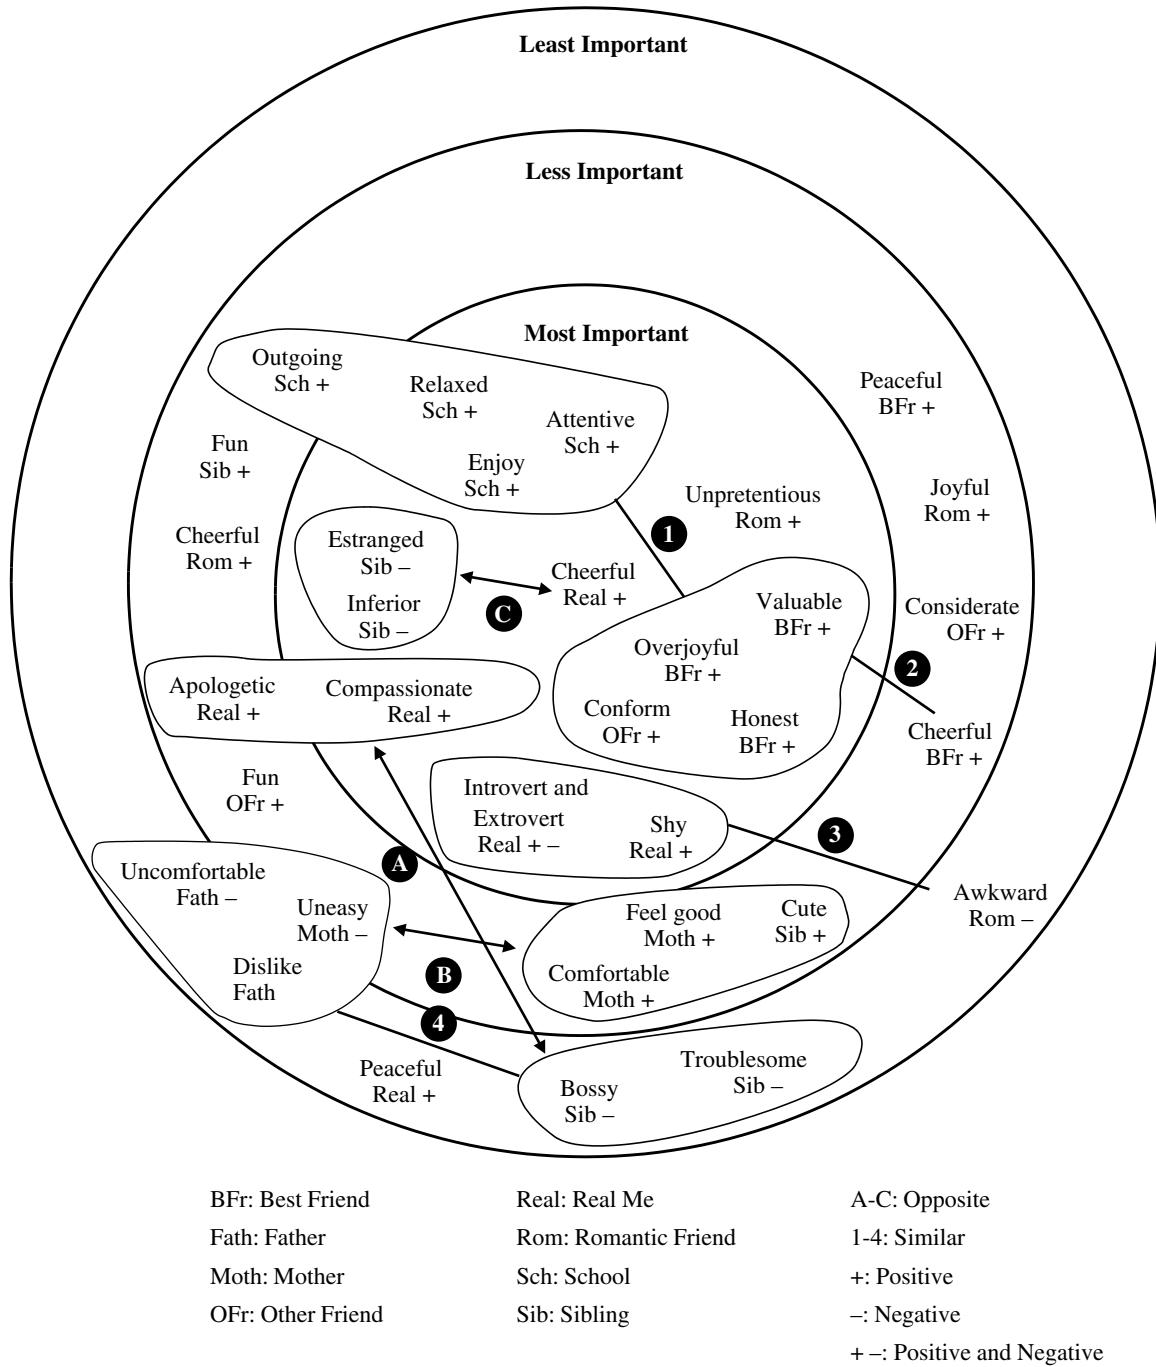 Least Important
Less Important
Most Important
Outgoing
Sch +
Relaxed
Sch +
Attentive
Sch +
Enjoy
Sch +
Peaceful
BFr +
Fun
Sib +
Joyful
Rom +
Unpretentious
Rom +
1
Cheerful
Rom +
Estranged
Sib –
Inferior
Sib –
C
Cheerful
Real +
Valuable
BFr +
Overjoyful
BFr +
Conform
OFr +
Honest
BFr +
Considerate
OFr +
2
Cheerful
BFr +
Apologetic
Real +
Compassionate
Real +
Fun
OFr +
Introvert and
Extrovert
Real + –
Shy
Real +
3
Awkward
Rom –
A
Uncomfortable
Fath –
Uneasy
Moth –
Dislike
Fath
B
Feel good
Moth +
Cute
Sib +
Comfortable
Moth +
4
Peaceful
Real +
Bossy
Sib –
Troublesome
Sib –
BFr: Best Friend
Fath: Father
Moth: Mother
OFr: Other Friend
Real: Real Me
Rom: Romantic Friend
Sch: School
Sib: Sibling
A-C: Opposite
1-4: Similar
+: Positive
–: Negative
+ –: Positive and Negative